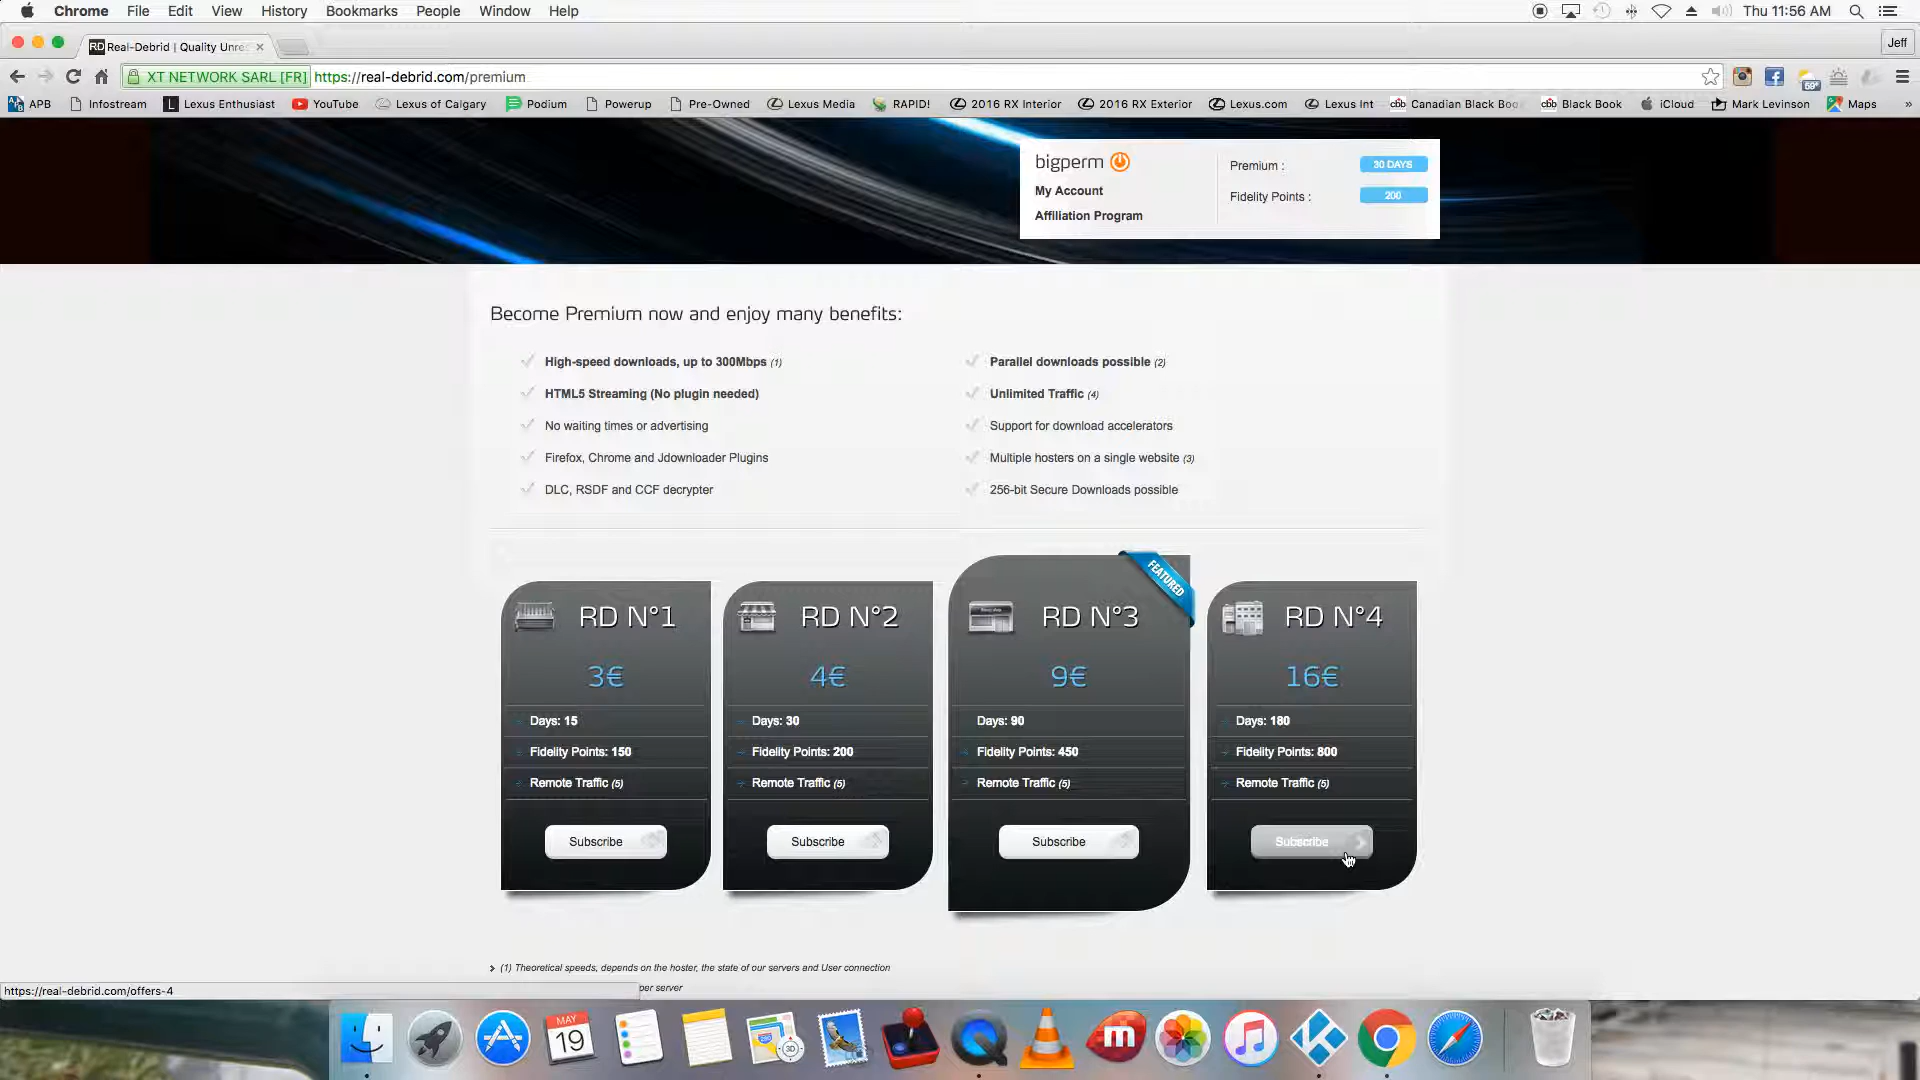 Chrome File Edit View History Bookmarks People Window Help Thu 11:56 AM
RD Real-Debrid | Quality Unre Jeff
XT NETWORK SARL [FR] https://real-debrid.com/premium
APB Infostream Lexus Enthusiast YouTube Lexus of Calgary Podium Powerup Pre-Owned Lexus Media RAPID! 2016 RX Interior 2016 RX Exterior Lexus.com Lexus Int cbb Canadian Black Boo cbb Black Book iCloud Mark Levinson Maps »
bigperm
Premium : 30 DAYS
My Account
Fidelity Points : 200
Affiliation Program
Become Premium now and enjoy many benefits:
High-speed downloads, up to 300Mbps (1)
Parallel downloads possible (2)
HTML5 Streaming (No plugin needed)
Unlimited Traffic (4)
No waiting times or advertising
Support for download accelerators
Firefox, Chrome and Jdownloader Plugins
Multiple hosters on a single website (3)
DLC, RSDF and CCF decrypter
256-bit Secure Downloads possible
FEATURED
RD N°1 RD N°2 RD N°3 RD N°4
3€ 4€ 9€ 16€
Days: 15 Days: 30 Days: 90 Days: 180
Fidelity Points: 150 Fidelity Points: 200 Fidelity Points: 450 Fidelity Points: 800
Remote Traffic (5) Remote Traffic (5) Remote Traffic (5) Remote Traffic (5)
Subscribe Subscribe Subscribe Subscribe
(1) Theoretical speeds, depends on the hoster, the state of our servers and User connection
per server
https://real-debrid.com/offers-4
MAY
19